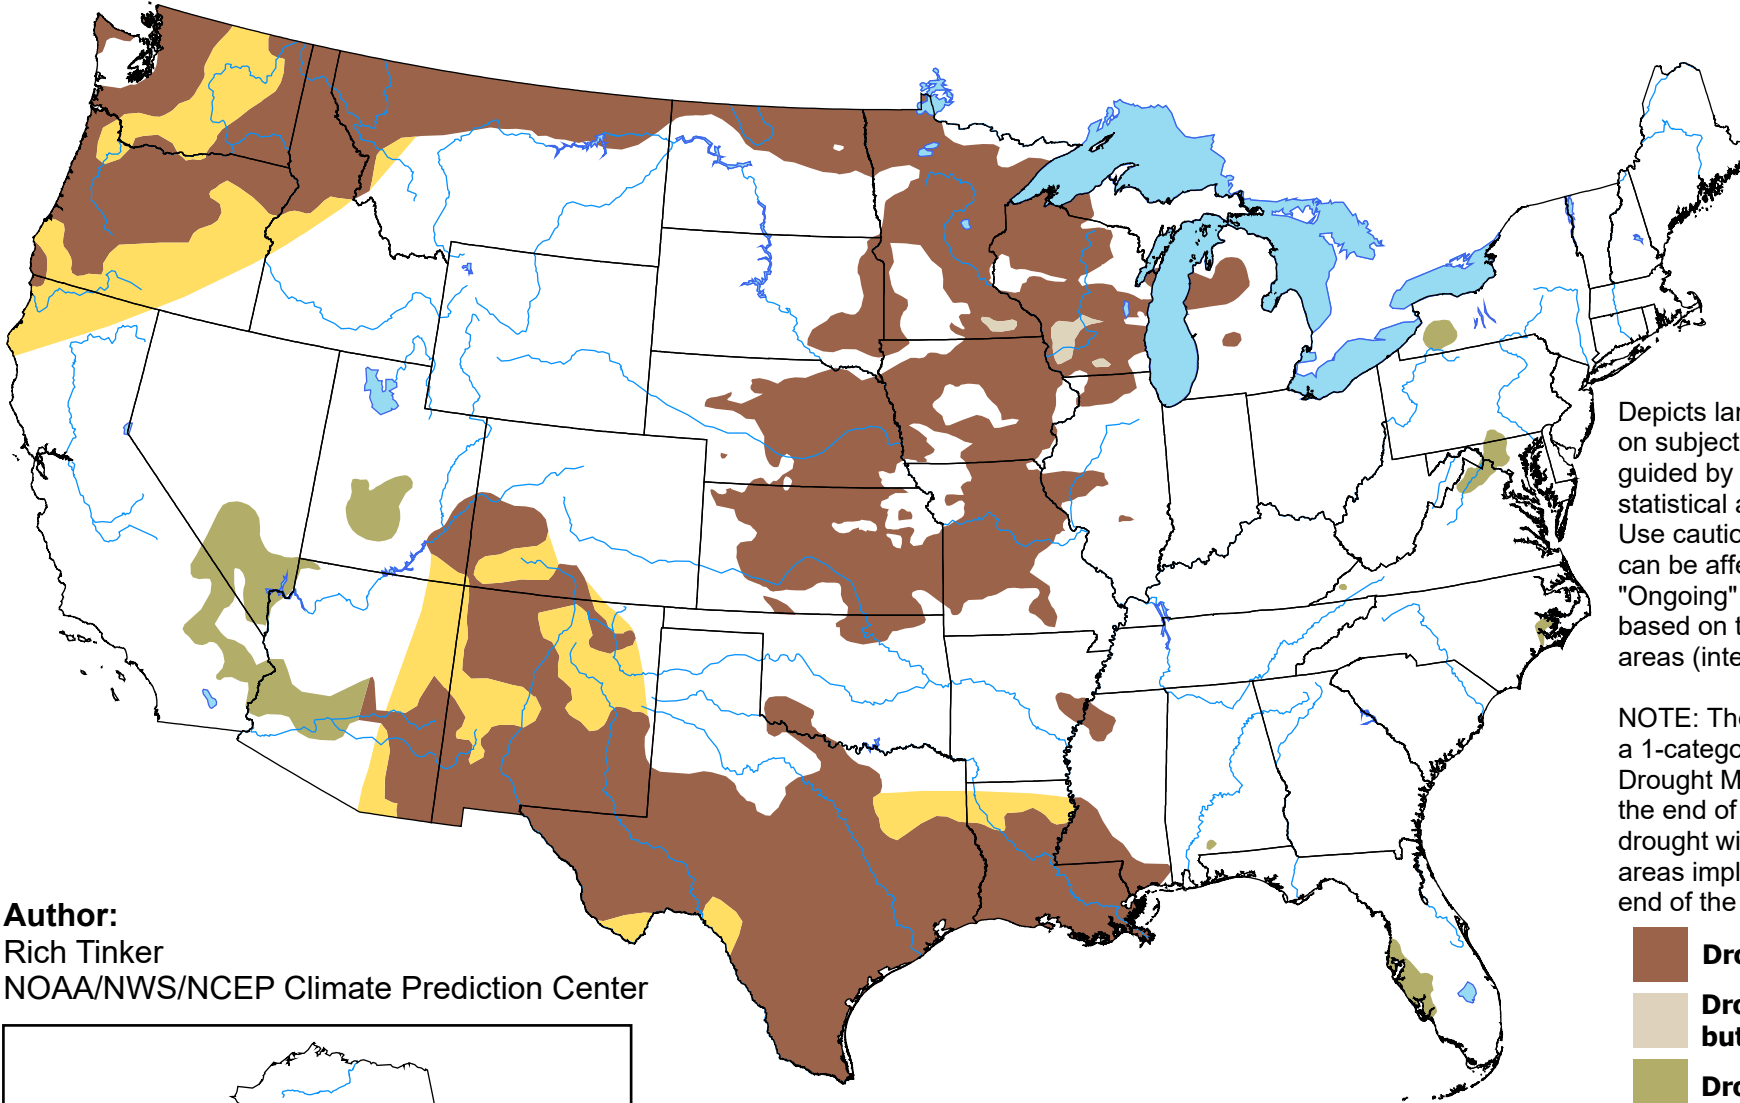 Depicts lar
on subject
guided by
statistical a
Use cautio
can be affe
"Ongoing"
based on t
areas (inte
NOTE: The
a 1-catego
Drought M
the end of
drought wi
areas impl
end of the
Author:
Rich Tinker
NOAA/NWS/NCEP Climate Prediction Center
Dro
Dro
but
Dro